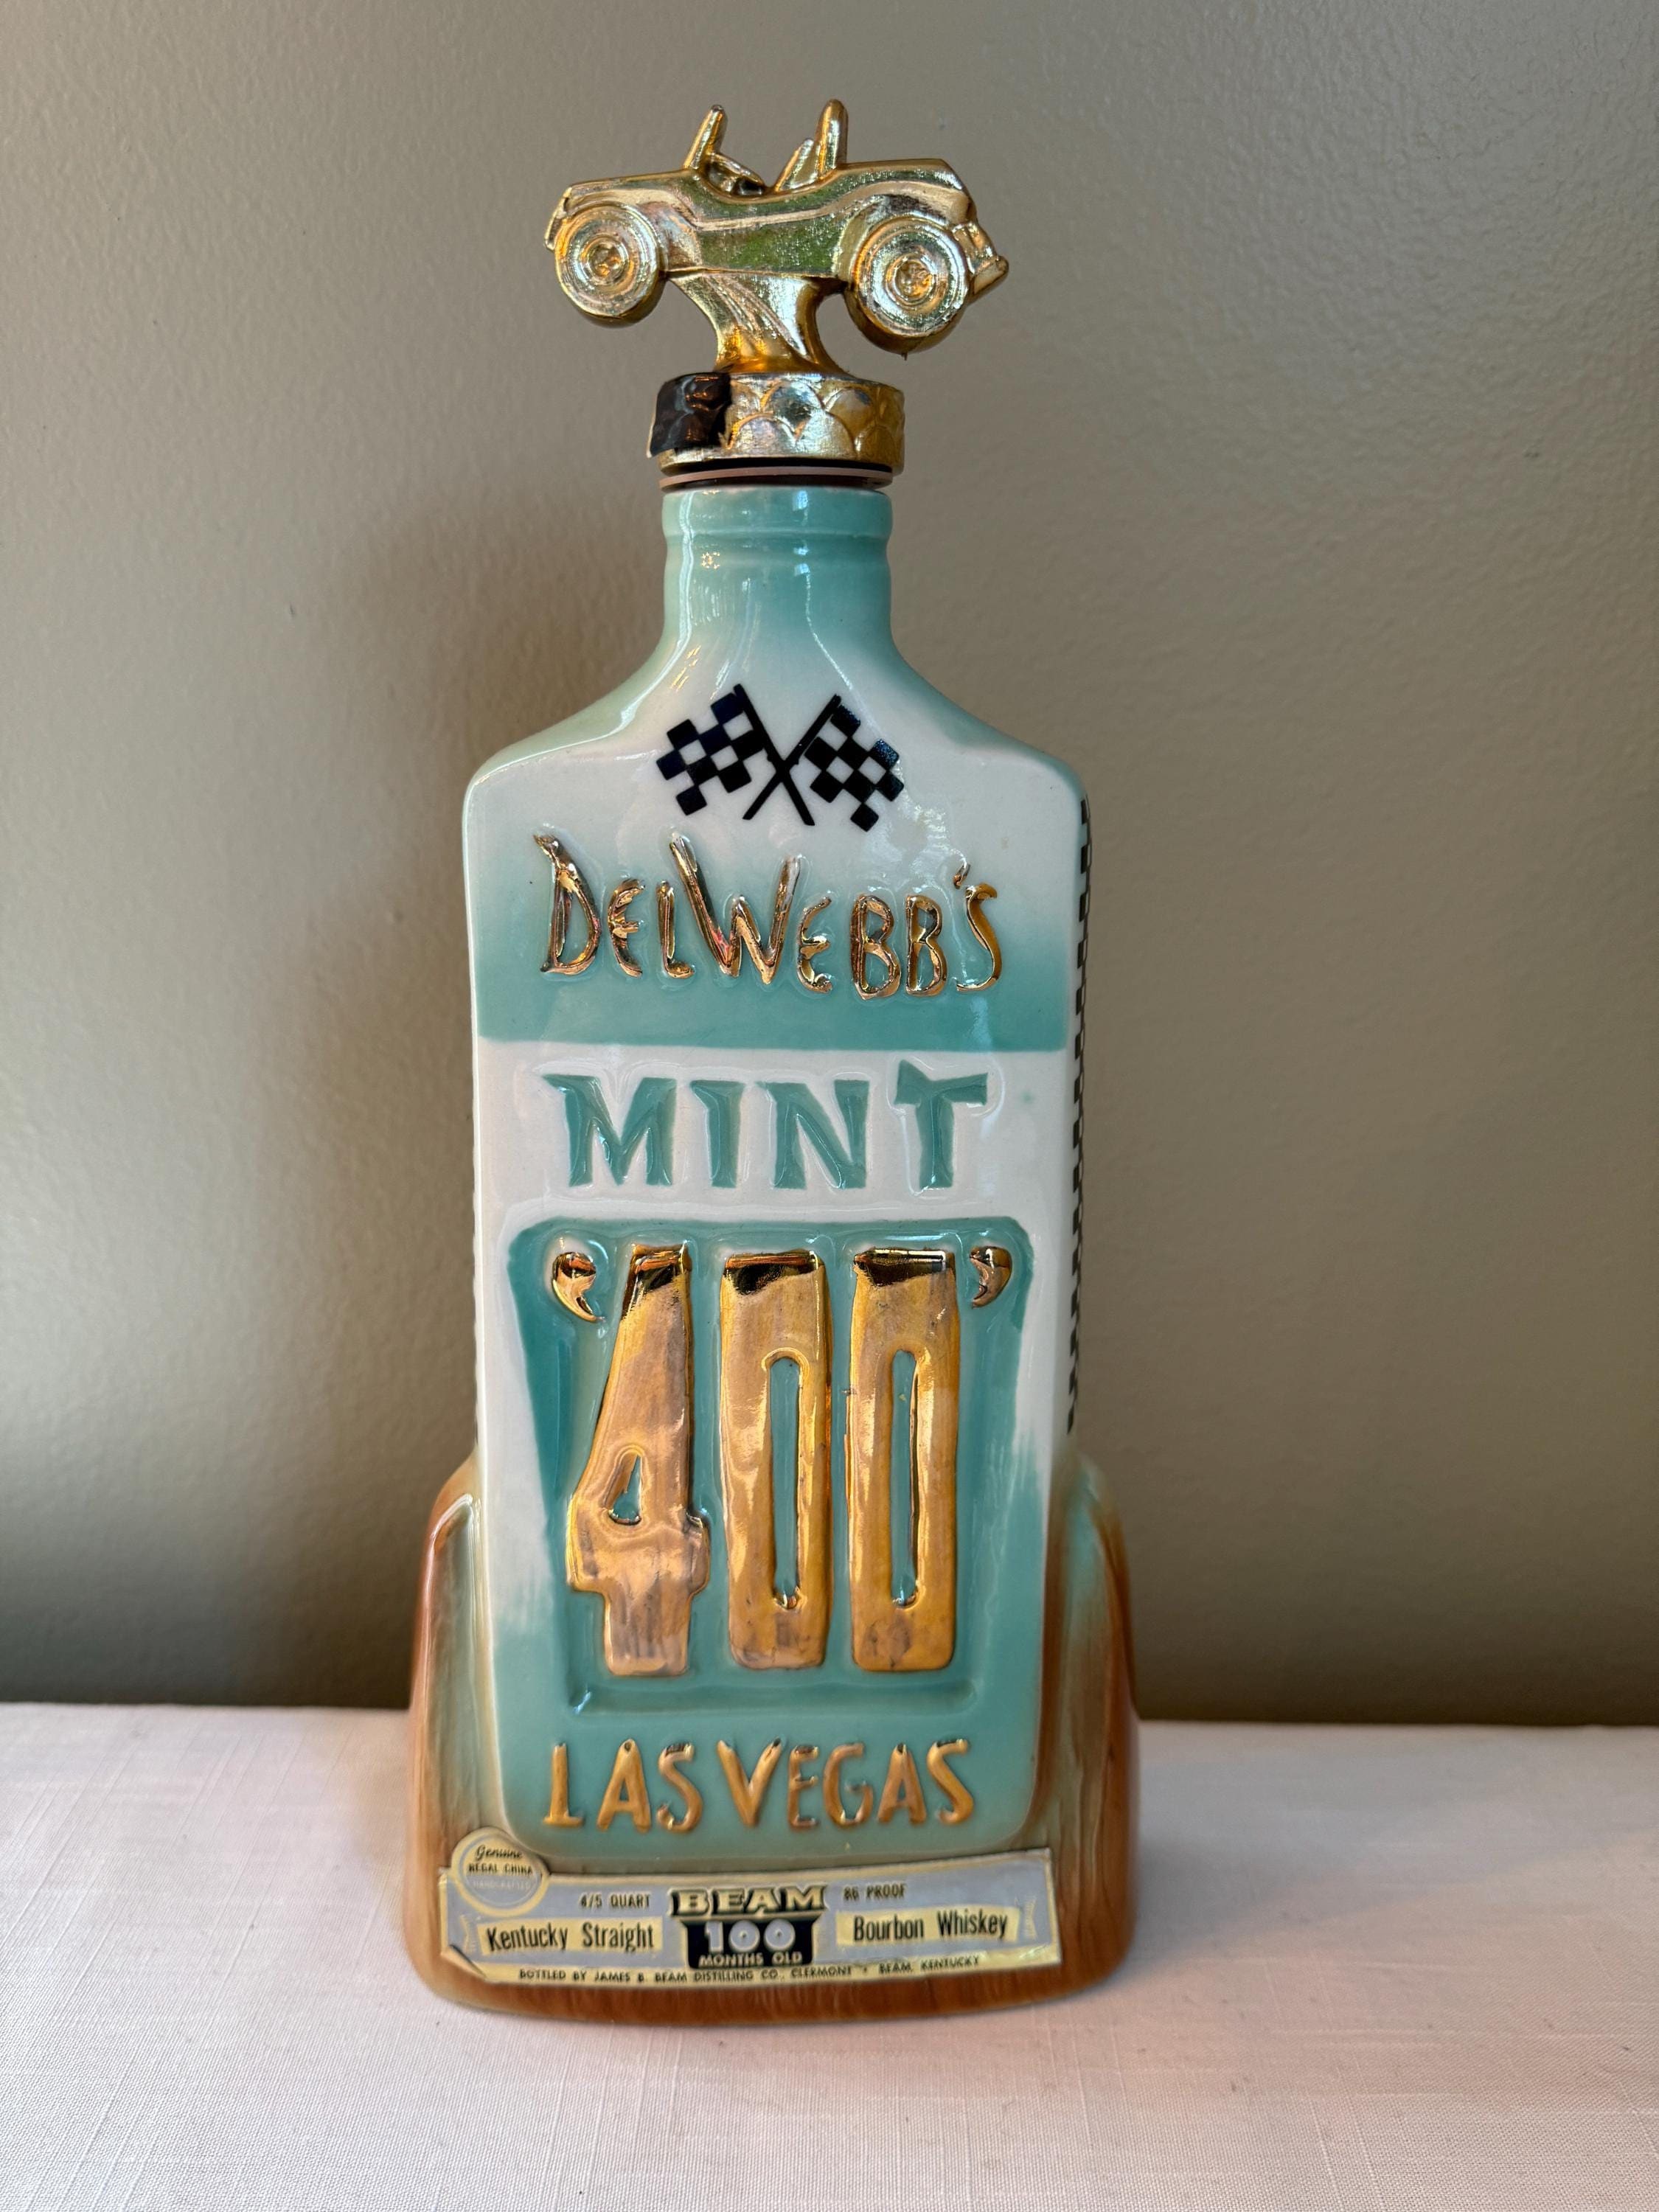 DELWEBB'S
MINT
'400'
LAS VEGAS
Genuine
REGAL CHINA
HANDCRAFTED
4/5 QUART BEAM 86 PROOF
Kentucky Straight 100 Bourbon Whiskey
MONTHS OLD
BOTTLED BY JAMES B. BEAM DISTILLING CO., CLERMONT • BEAM, KENTUCKY